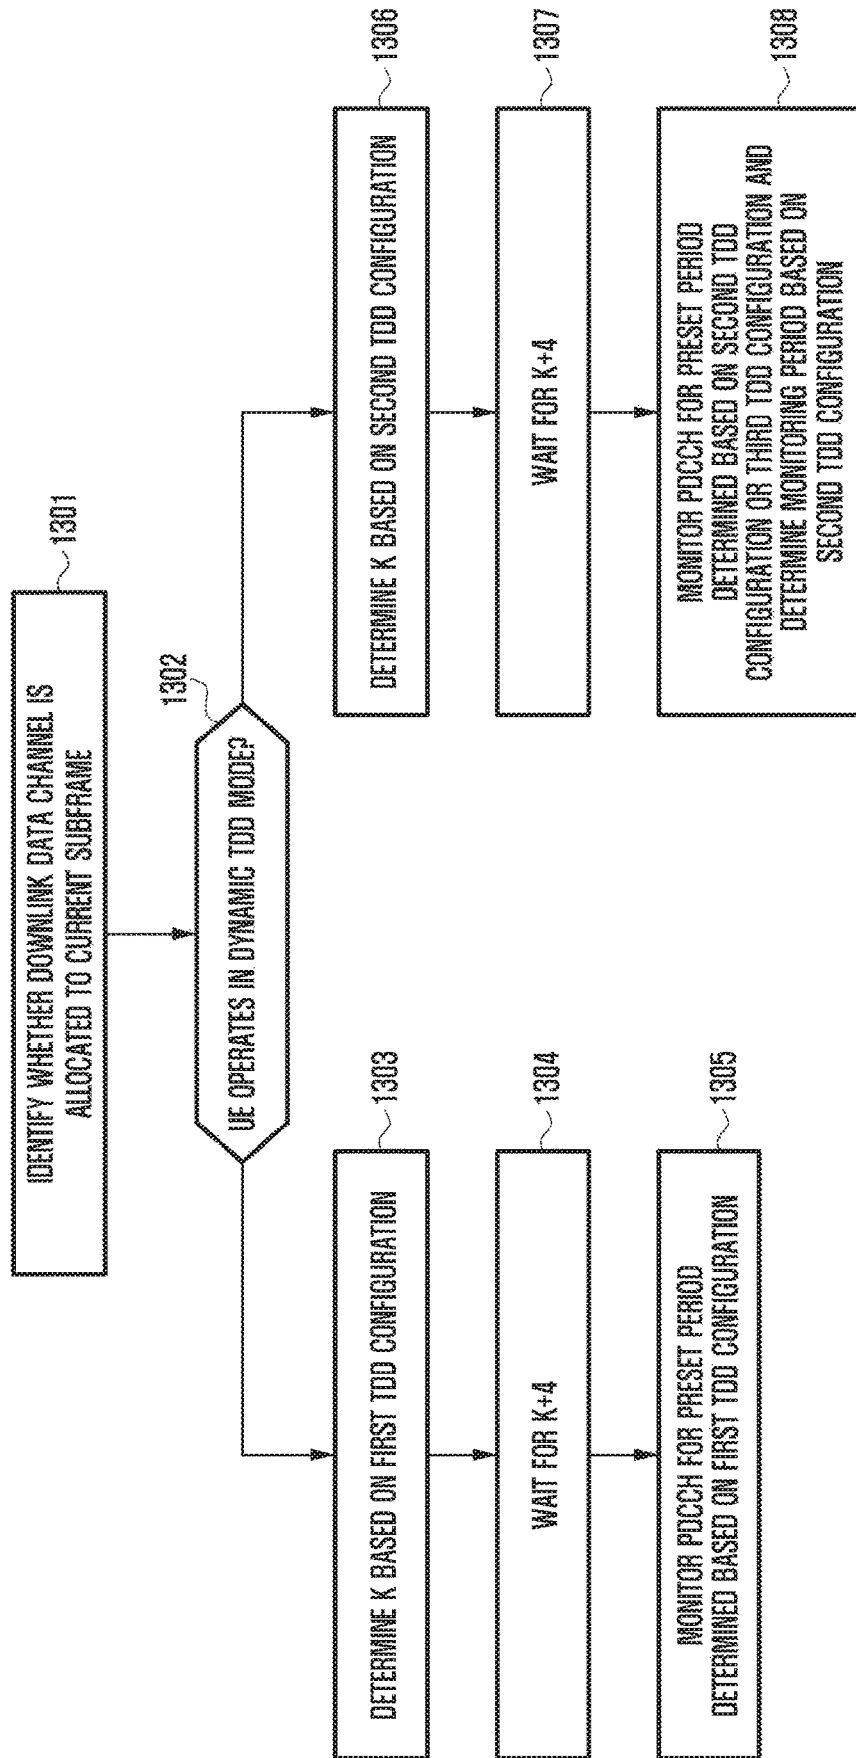 IDENTIFY WHETHER DOWNLINK DATA CHANNEL IS
ALLOCATED TO CURRENT SUBFRAME
1301
UE OPERATES IN DYNAMIC TDD MODE?
1302
DETERMINE K BASED ON FIRST TDD CONFIGURATION
1303
WAIT FOR K+4
1304
MONITOR PDCCH FOR PRESET PERIOD
DETERMINED BASED ON FIRST TDD CONFIGURATION
1305
DETERMINE K BASED ON SECOND TDD CONFIGURATION
1306
WAIT FOR K+4
1307
MONITOR PDCCH FOR PRESET PERIOD
DETERMINED BASED ON SECOND TDD
CONFIGURATION OR THIRD TDD CONFIGURATION AND
DETERMINE MONITORING PERIOD BASED ON
SECOND TDD CONFIGURATION
1308